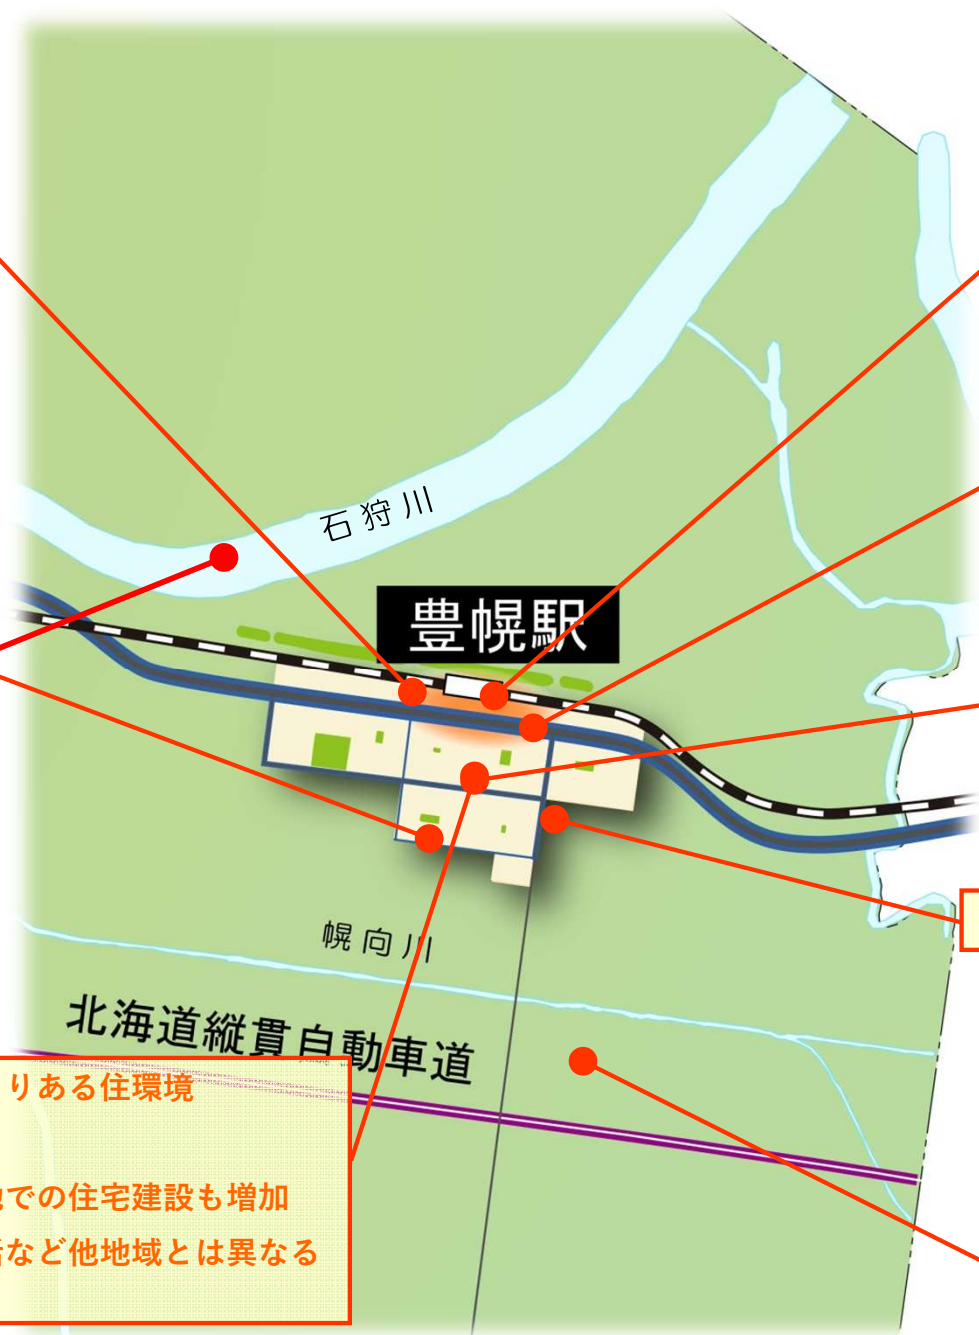 石狩川
豊幌駅
幌向川
北海道縦貫自動車道
りある住環境
での住宅建設も増加
など他地域とは異なる